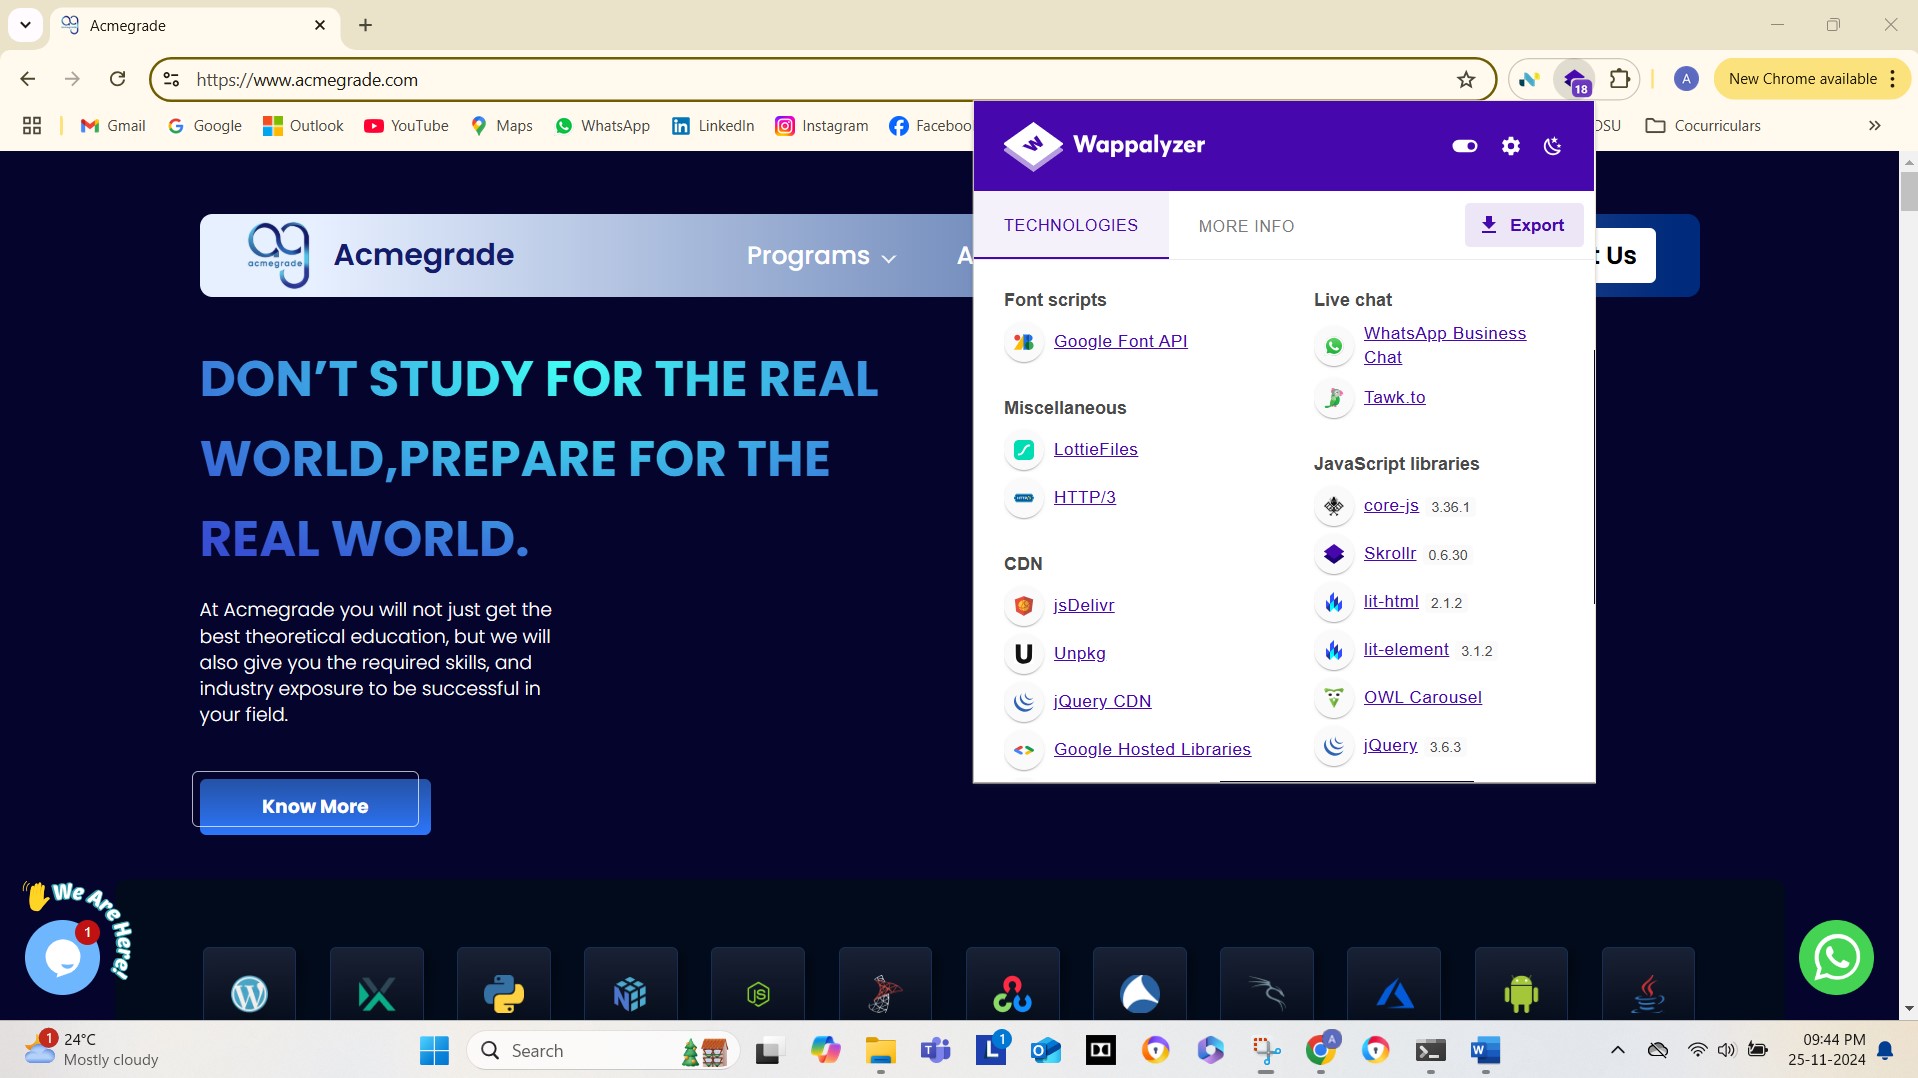 Acmegrade
https://www.acmegrade.com
18
A
New Chrome available
Gmail
Google
Outlook
YouTube
Maps
WhatsApp
LinkedIn
Instagram
Faceboo
DSU
Cocurriculars
Wappalyzer
TECHNOLOGIES
MORE INFO
Export
acmegrade
Acmegrade
Programs
A
t Us
Font scripts
Google Font API
Miscellaneous
LottieFiles
HTTP/3
CDN
jsDelivr
Unpkg
jQuery CDN
Google Hosted Libraries
Live chat
WhatsApp Business
Chat
Tawk.to
JavaScript libraries
core-js 3.36.1
Skrollr 0.6.30
lit-html 2.1.2
lit-element 3.1.2
OWL Carousel
jQuery 3.6.3
DON’T STUDY FOR THE REAL
WORLD,PREPARE FOR THE
REAL WORLD.
At Acmegrade you will not just get the
best theoretical education, but we will
also give you the required skills, and
industry exposure to be successful in
your field.
Know More
We Are Here!
1
1
24°C
Mostly cloudy
Search
1
09:44 PM
25-11-2024